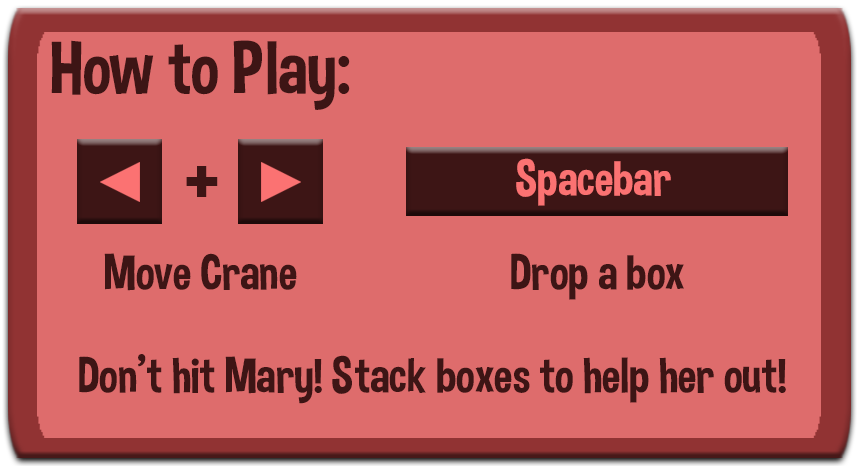 How to Play:
+ Spacebar
Move Crane Drop a box
Don't hit Mary! Stack boxes to help her out!